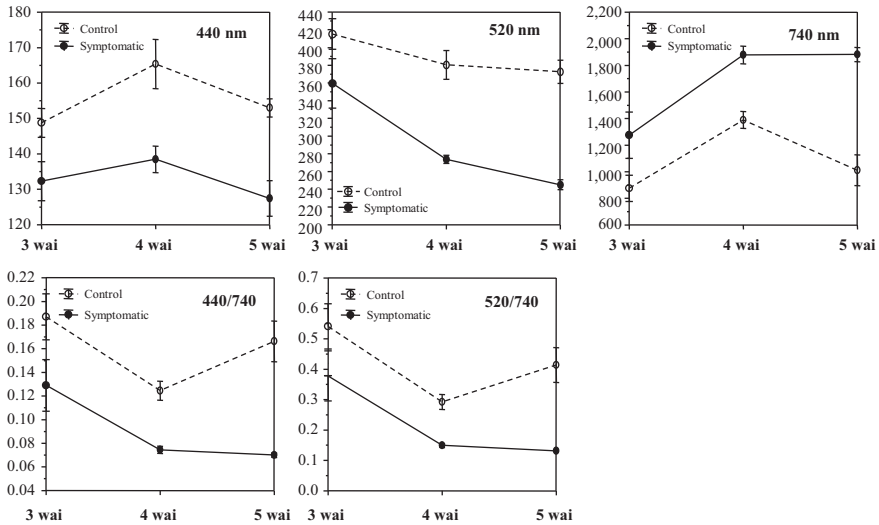 440 nm
Control
Symptomatic
180
170
160
150
140
130
120
3 wai
4 wai
5 wai
520 nm
440
420
400
380
360
340
320
300
280
260
240
220
200
Control
Symptomatic
3 wai
4 wai
5 wai
740 nm
Control
Symptomatic
2,200
2,000
1,800
1,600
1,400
1,200
1,000
800
600
3 wai
4 wai
5 wai
440/740
Control
Symptomatic
0.22
0.20
0.18
0.16
0.14
0.12
0.10
0.08
0.06
0.04
3 wai
4 wai
5 wai
520/740
Control
Symptomatic
0.7
0.6
0.5
0.4
0.3
0.2
0.1
0.0
3 wai
4 wai
5 wai